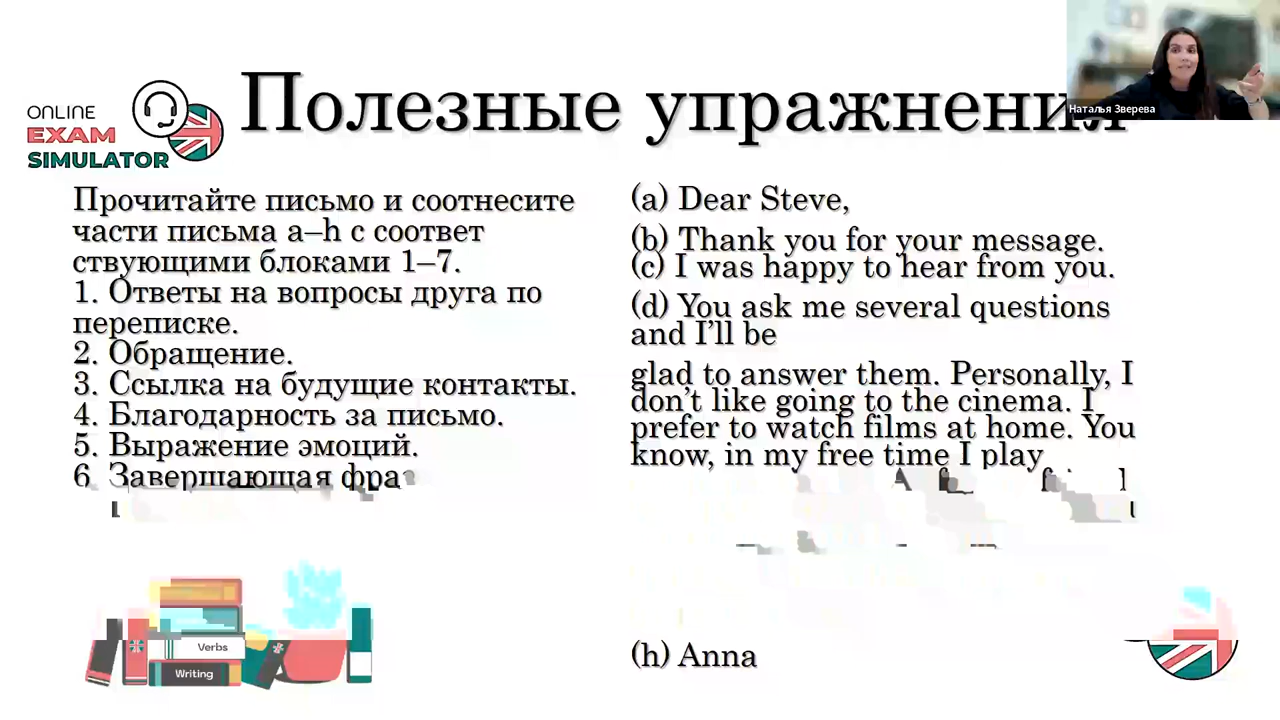 ONLINE
EXAM
SIMULATOR
Полезные упражнения
Наталья Зверева
Прочитайте письмо и соотнесите
части письма a–h с соответ
ствующими блоками 1–7.
1. Ответы на вопросы друга по
переписке.
2. Обращение.
3. Ссылка на будущие контакты.
4. Благодарность за письмо.
5. Выражение эмоций.
6. Завершающая
(a) Dear Steve,
(b) Thank you for your message.
(c) I was happy to hear from you.
(d) You ask me several questions
and I’ll be
glad to answer them. Personally, I
don’t like going to the cinema. I
prefer to watch films at home. You
know, in my free time I play
(h) Anna
Verbs
Writing